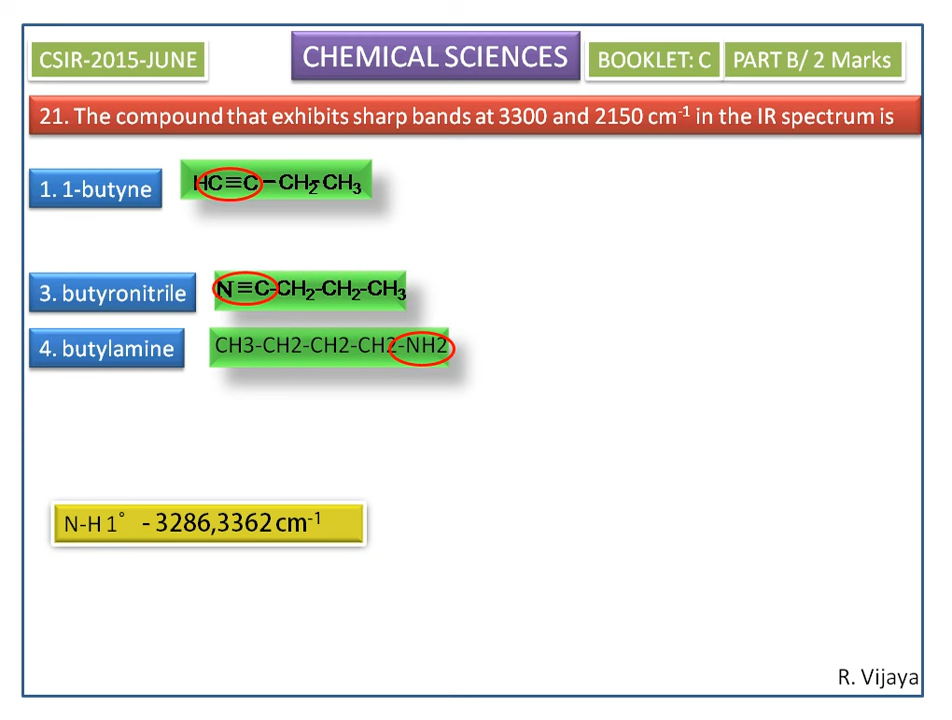 CSIR-2015-JUNE
CHEMICAL SCIENCES
BOOKLET: C
PART B/ 2 Marks
21. The compound that exhibits sharp bands at 3300 and 2150 cm⁻¹ in the IR spectrum is
1. 1-butyne
HC≡C−CH₂-CH₃
3. butyronitrile
N≡C-CH₂-CH₂-CH₃
4. butylamine
CH3-CH2-CH2-CH2-NH2
N-H 1° - 3286,3362 cm⁻¹
R. Vijaya